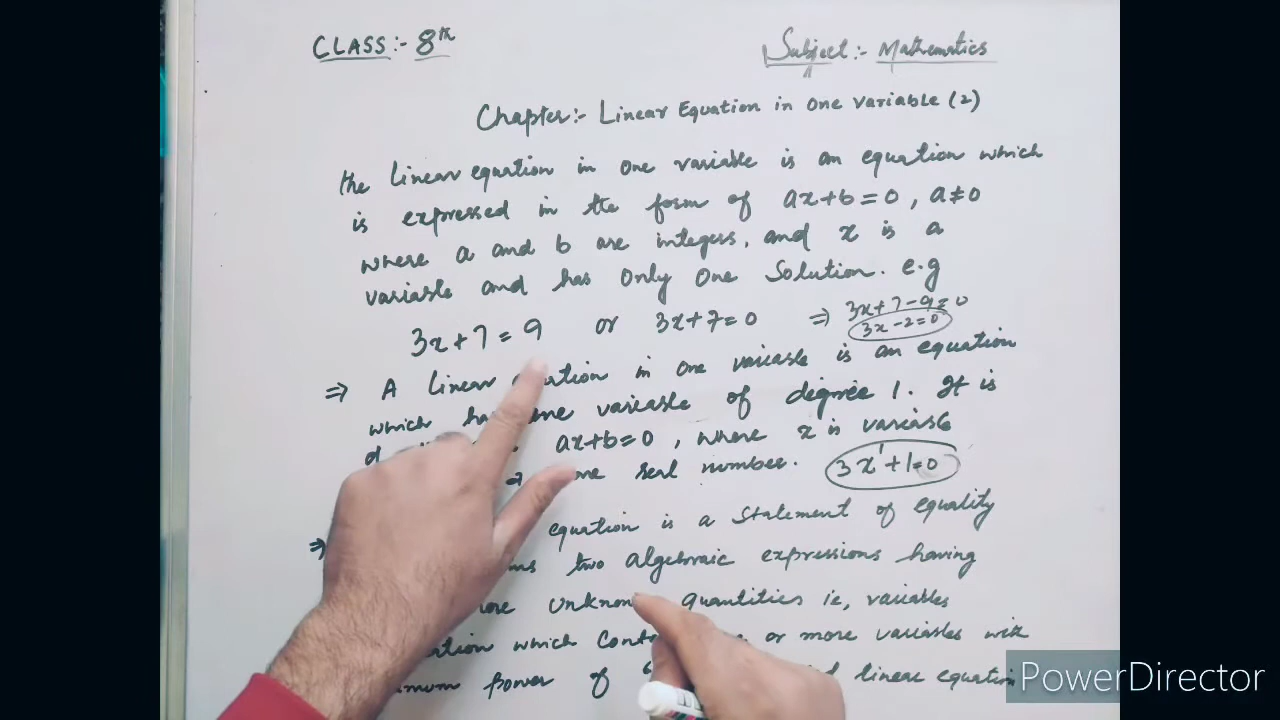 CLASS:- 8th
Subject:- Mathematics
Chapter:- Linear Equation in One Variable (2)
the linear equation in one variable is an equation which
is expressed in the form of ax+b=0, a≠0
where a and b are integers, and x is a
variable and has only one solution. e.g
3x+7=9 or 3x+7=0 ⇒ 3x+7-9=0
3x-2=0
⇒ A linear equation in one variable is an equation
which has one variable of degree 1. It is
ax+b=0, where x is variable
real number. 3x¹+1=0
⇒ equation is a statement of equality
two algebraic expressions having
unknown quantities ie, variables
which or more variables with
power of linear equation
PowerDirector